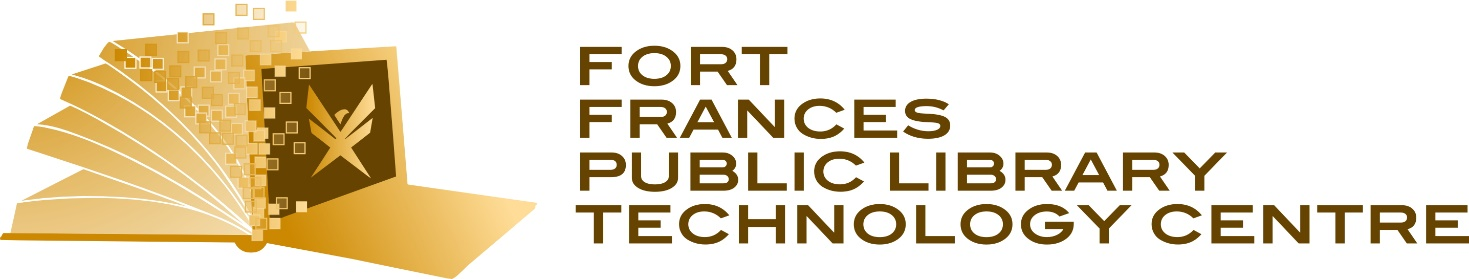 FORT
FRANCES
PUBLIC LIBRARY
TECHNOLOGY CENTRE